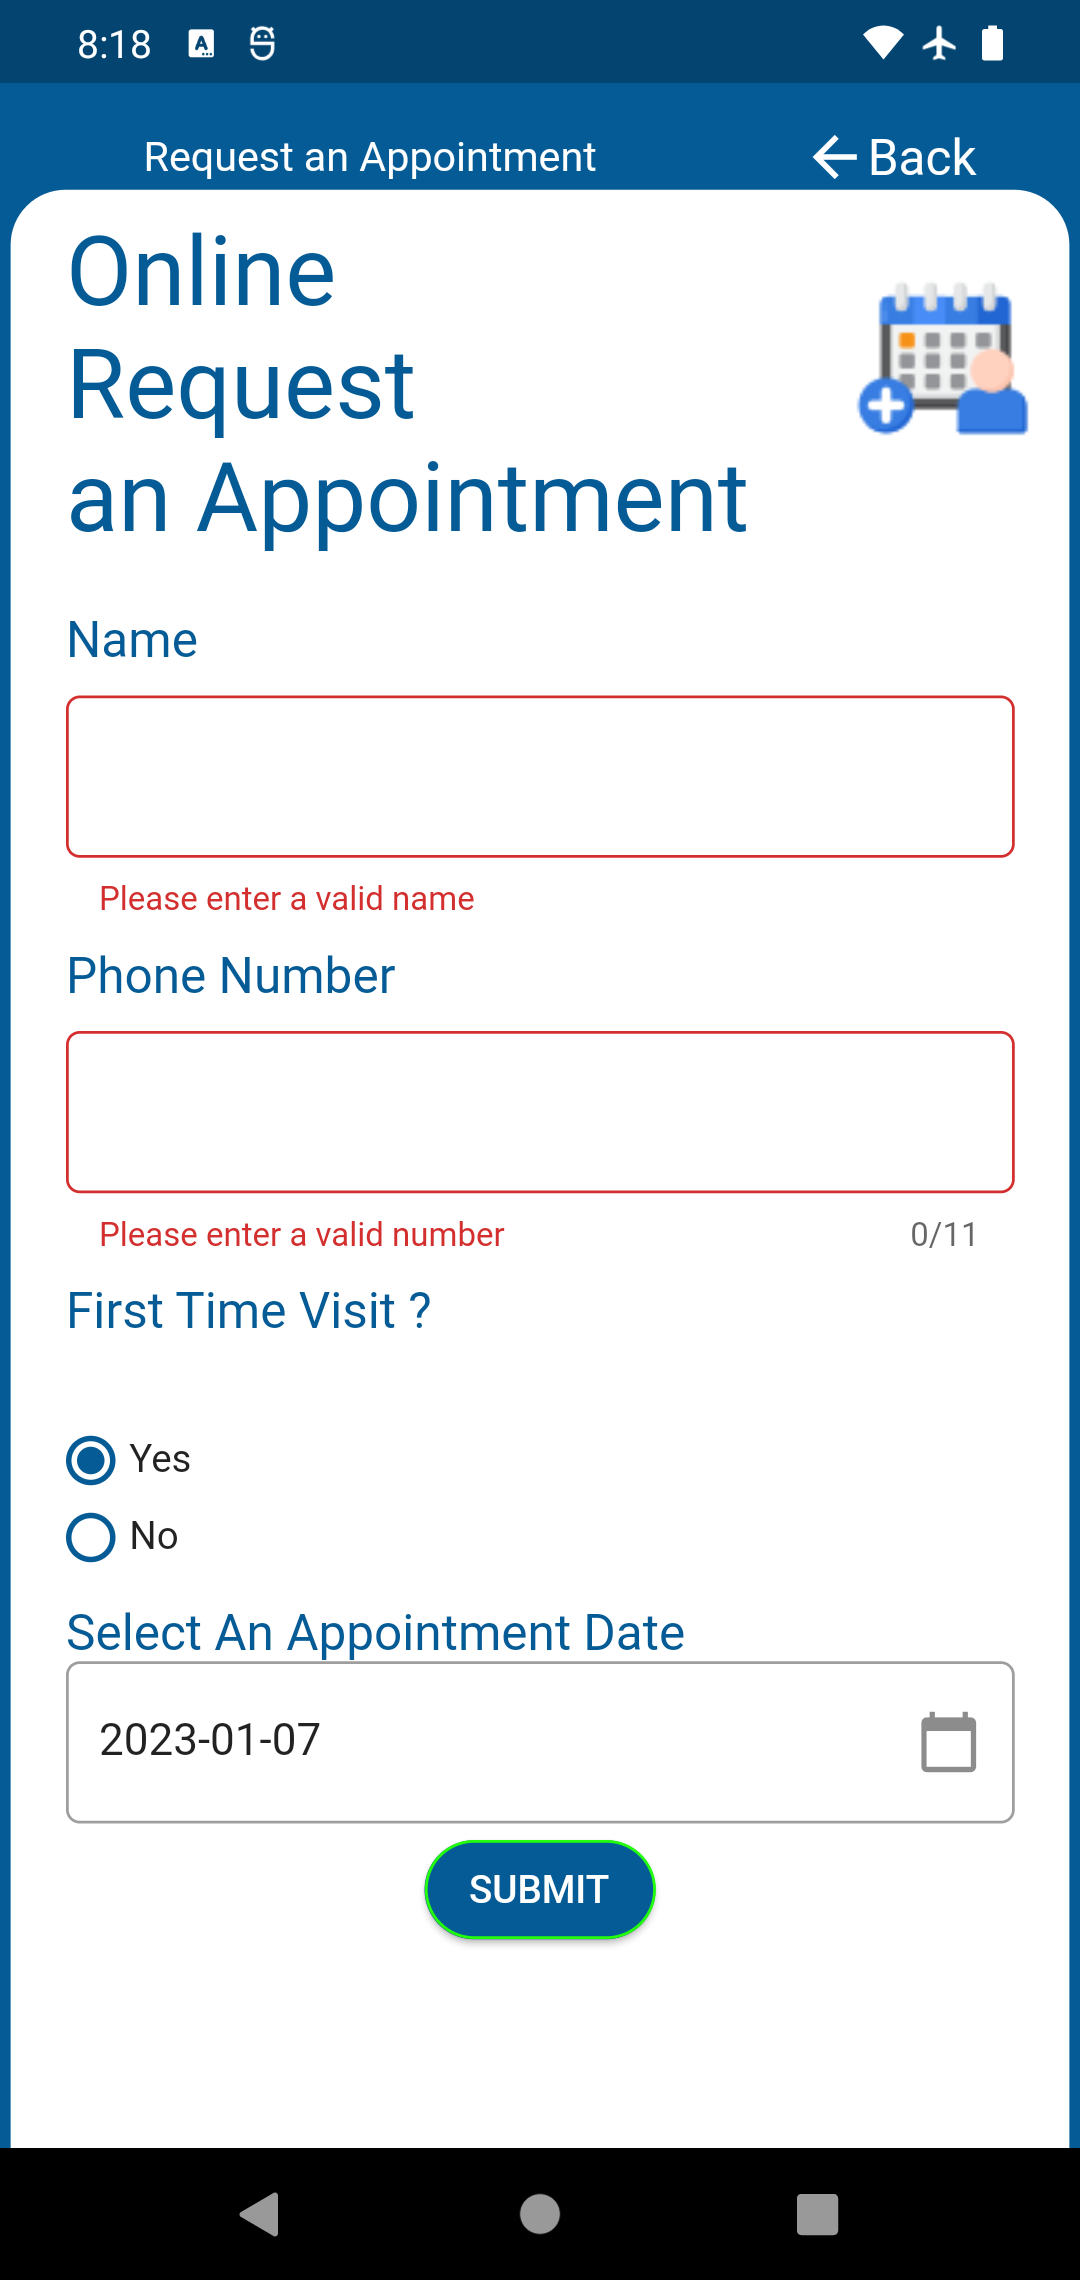 8:18
Request an Appointment
Back
Online
Request
an Appointment
Name
Please enter a valid name
Phone Number
Please enter a valid number
0/11
First Time Visit ?
Yes
No
Select An Appointment Date
2023-01-07
SUBMIT